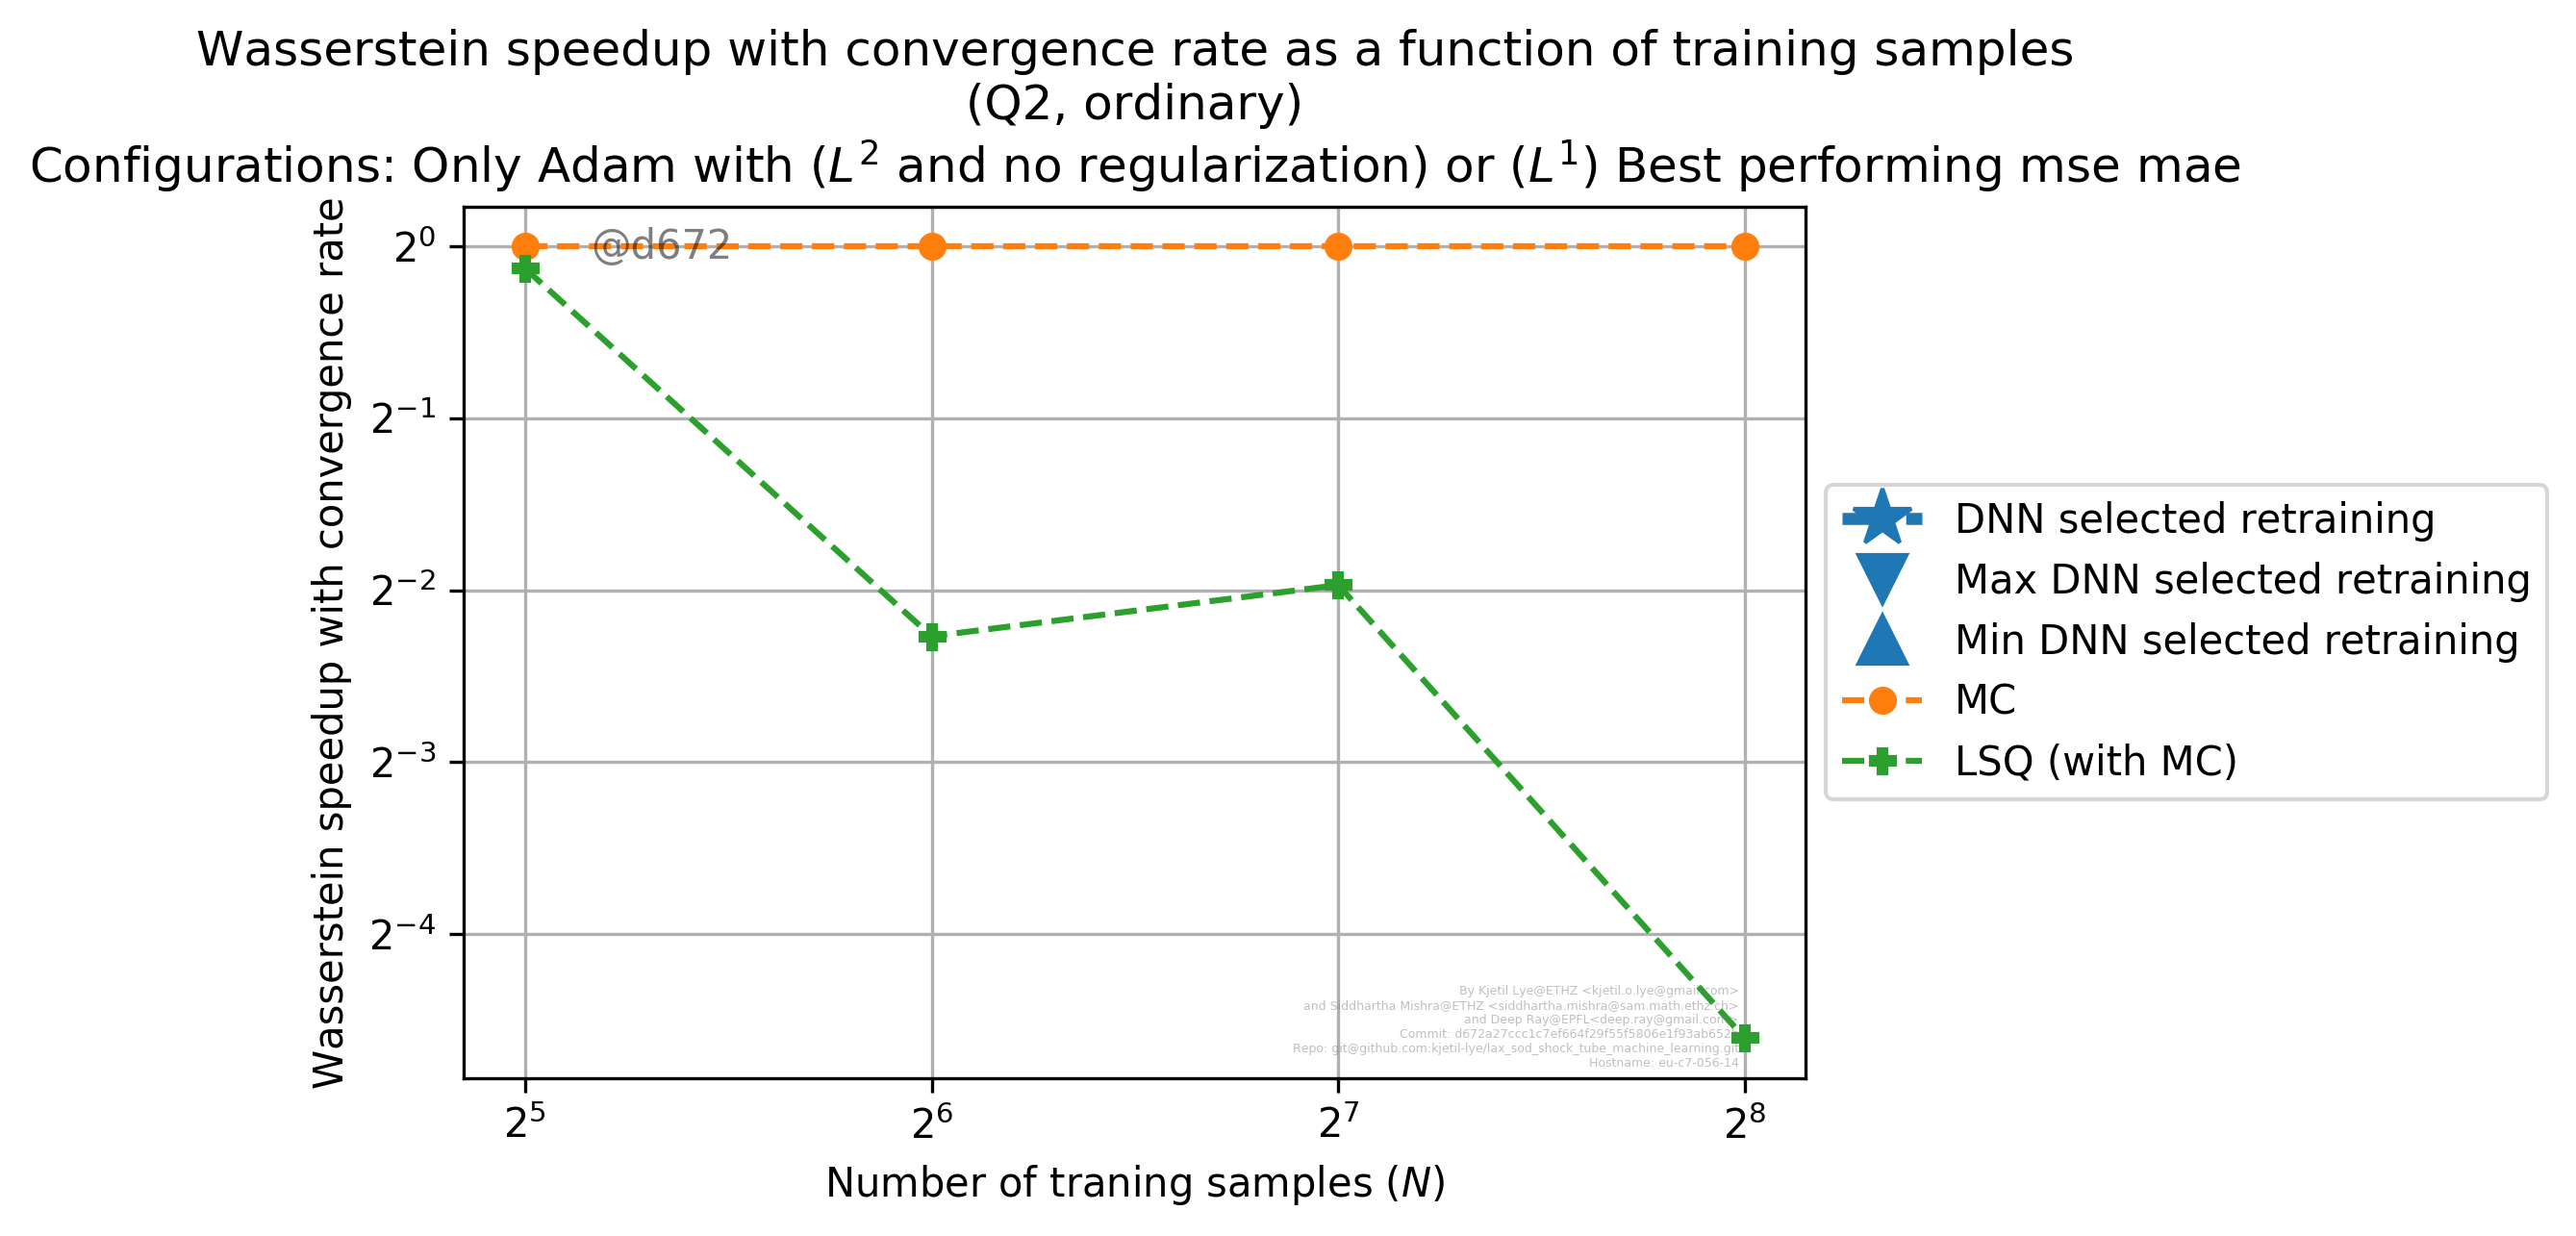 Wasserstein speedup with convergence rate as a function of training samples
(Q2, ordinary)
Configurations: Only Adam with (L² and no regularization) or (L¹) Best performing mse mae
Wasserstein speedup with convergence rate
2⁰
2⁻¹
2⁻²
2⁻³
2⁻⁴
@d672
By Kjetil Lye@ETHZ <kjetil.o.lye@gmail.com>
and Siddhartha Mishra@ETHZ <siddhartha.mishra@sam.math.ethz.ch>
and Deep Ray@EPFL<deep.ray@gmail.com>
Commit:
Repo: git@github.com:kjetil-lye/lax_sod_shock_tube_machine_learning.git
Hostname: eu-c7-056-14
2⁵
2⁶
2⁷
2⁸
Number of traning samples (N)
DNN selected retraining
Max DNN selected retraining
Min DNN selected retraining
MC
LSQ (with MC)